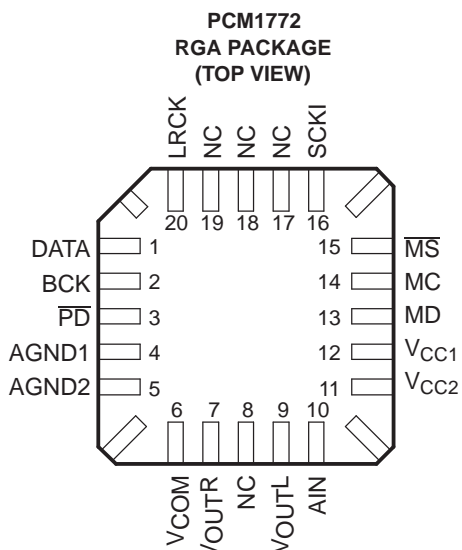 PCM1772
RGA PACKAGE
(TOP VIEW)
LRCK
NC
NC
NC
SCKI
20
19
18
17
16
DATA 1
BCK 2
P̅D̅ 3
AGND1 4
AGND2 5
15 M̅S̅
14 MC
13 MD
12 VCC1
11 VCC2
6
7
8
9
10
VCOM
VOUTR
NC
VOUTL
AIN